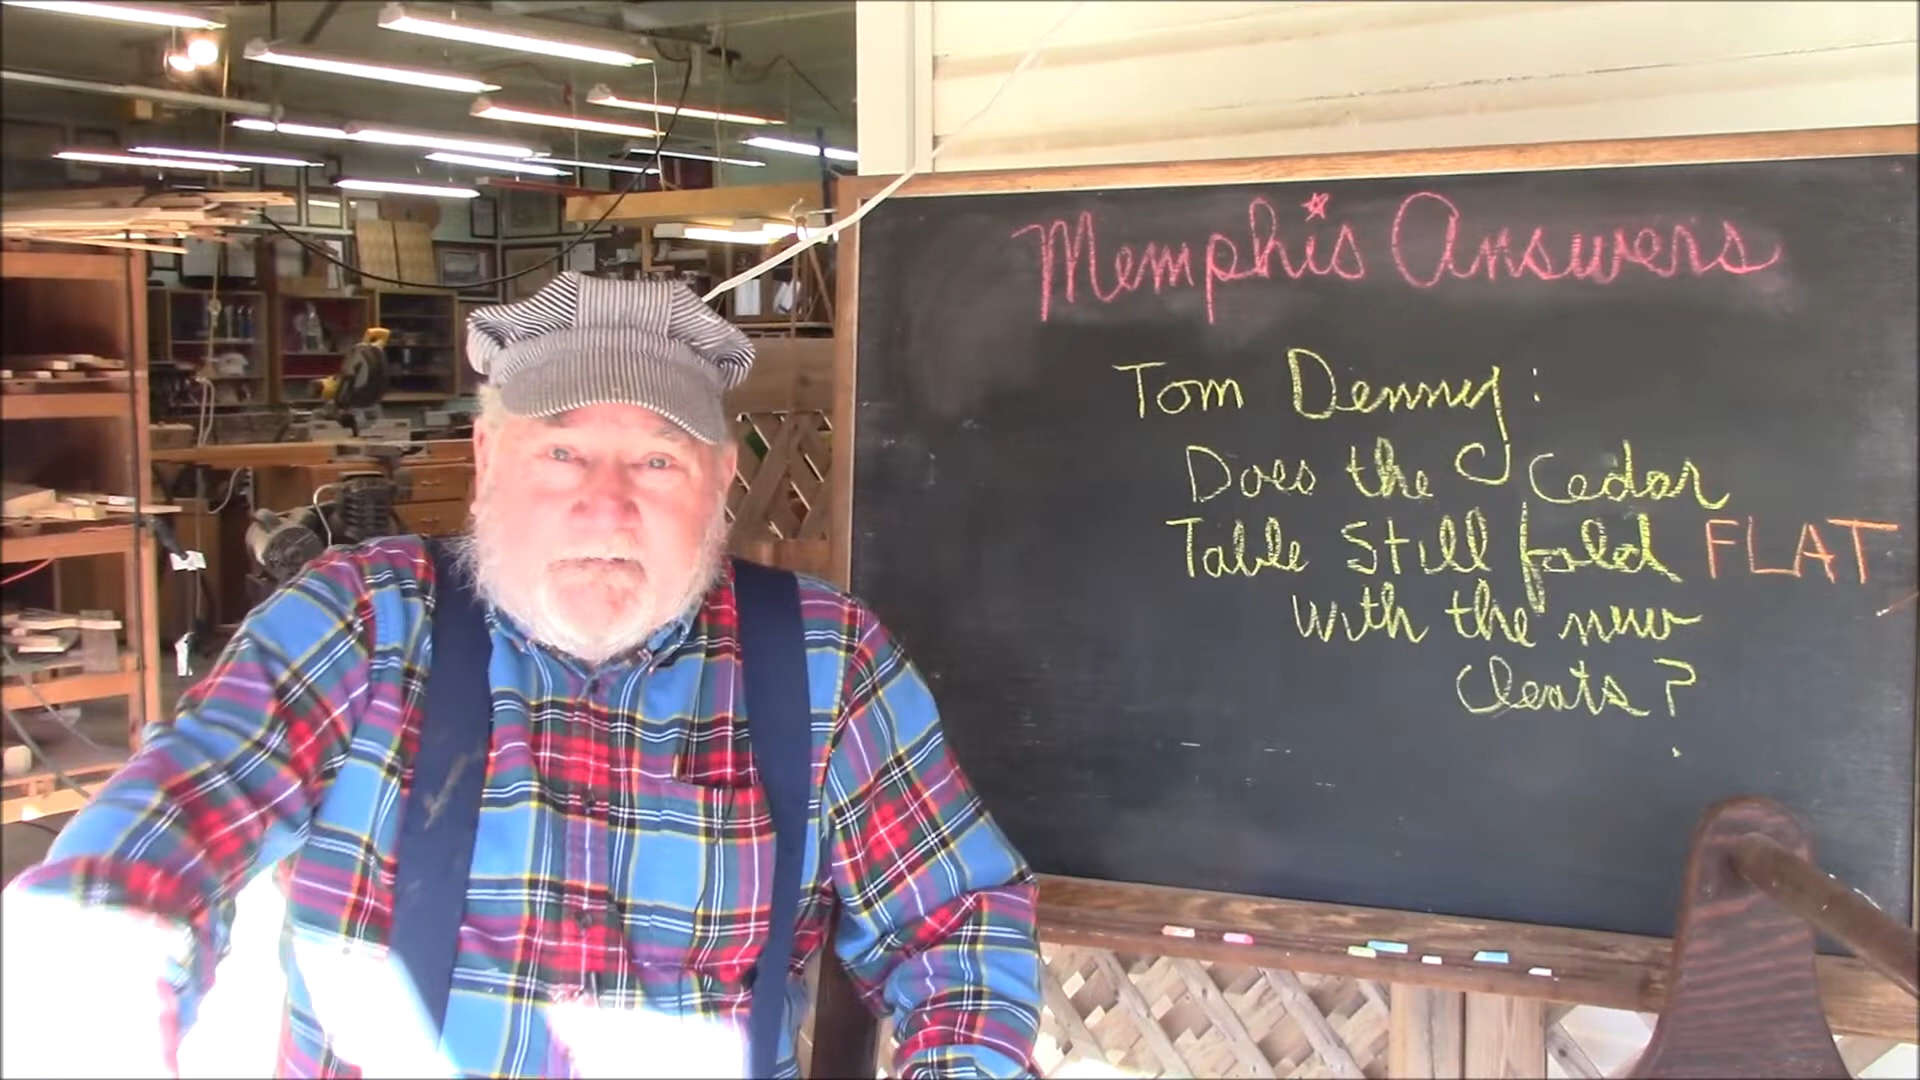 Memphis Answers
Tom Denny:
Does the Cedar
Table Still fold FLAT
with the new
Cleats?